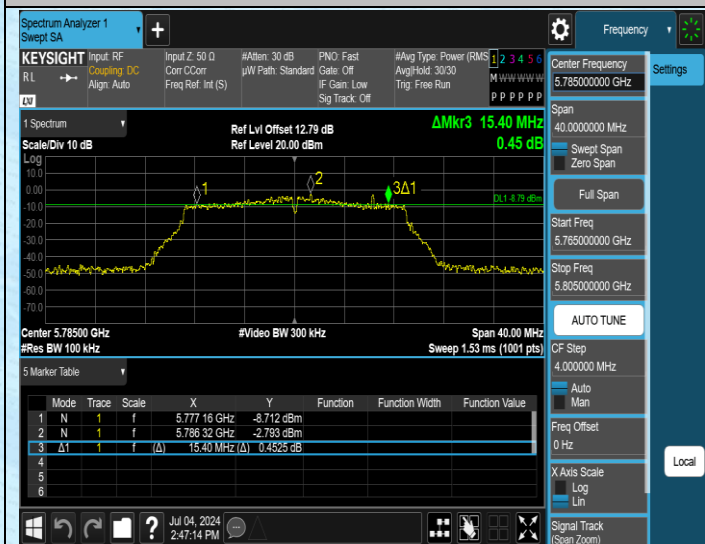 Spectrum Analyzer 1
Swept SA
Frequency
KEYSIGHT
Input: RF
Coupling: DC
Align: Auto
Input Z: 50 Ω
Corr CCorr
Freq Ref: Int (S)
#Atten: 30 dB
µW Path: Standard
PNO: Fast
Gate: Off
IF Gain: Low
Sig Track: Off
#Avg Type: Power (RMS
Avg|Hold: 30/30
Trig: Free Run
1 2 3 4 5 6
M W W W W W
P P P P P P
R L
LXI
1 Spectrum
Scale/Div 10 dB
Ref Lvl Offset 12.79 dB
Ref Level 20.00 dBm
ΔMkr3 15.40 MHz
0.45 dB
Log
10.0
0.00
-10.0
-20.0
-30.0
-40.0
-50.0
-60.0
-70.0
1
2
3Δ1
DL1 -8.79 dBm
Center 5.78500 GHz
#Res BW 100 kHz
#Video BW 300 kHz
Span 40.00 MHz
Sweep 1.53 ms (1001 pts)
5 Marker Table
Mode Trace Scale X Y Function Function Width Function Value
1 N 1 f 5.777 16 GHz -8.712 dBm
2 N 1 f 5.786 32 GHz -2.793 dBm
3 Δ1 1 f (Δ) 15.40 MHz (Δ) 0.4525 dB
4
5
6
Jul 04, 2024
2:47:14 PM
Center Frequency
5.785000000 GHz
Settings
Span
40.0000000 MHz
Swept Span
Zero Span
Full Span
Start Freq
5.765000000 GHz
Stop Freq
5.805000000 GHz
AUTO TUNE
CF Step
4.000000 MHz
Auto
Man
Freq Offset
0 Hz
X Axis Scale
Log
Lin
Local
Signal Track
(Span Zoom)